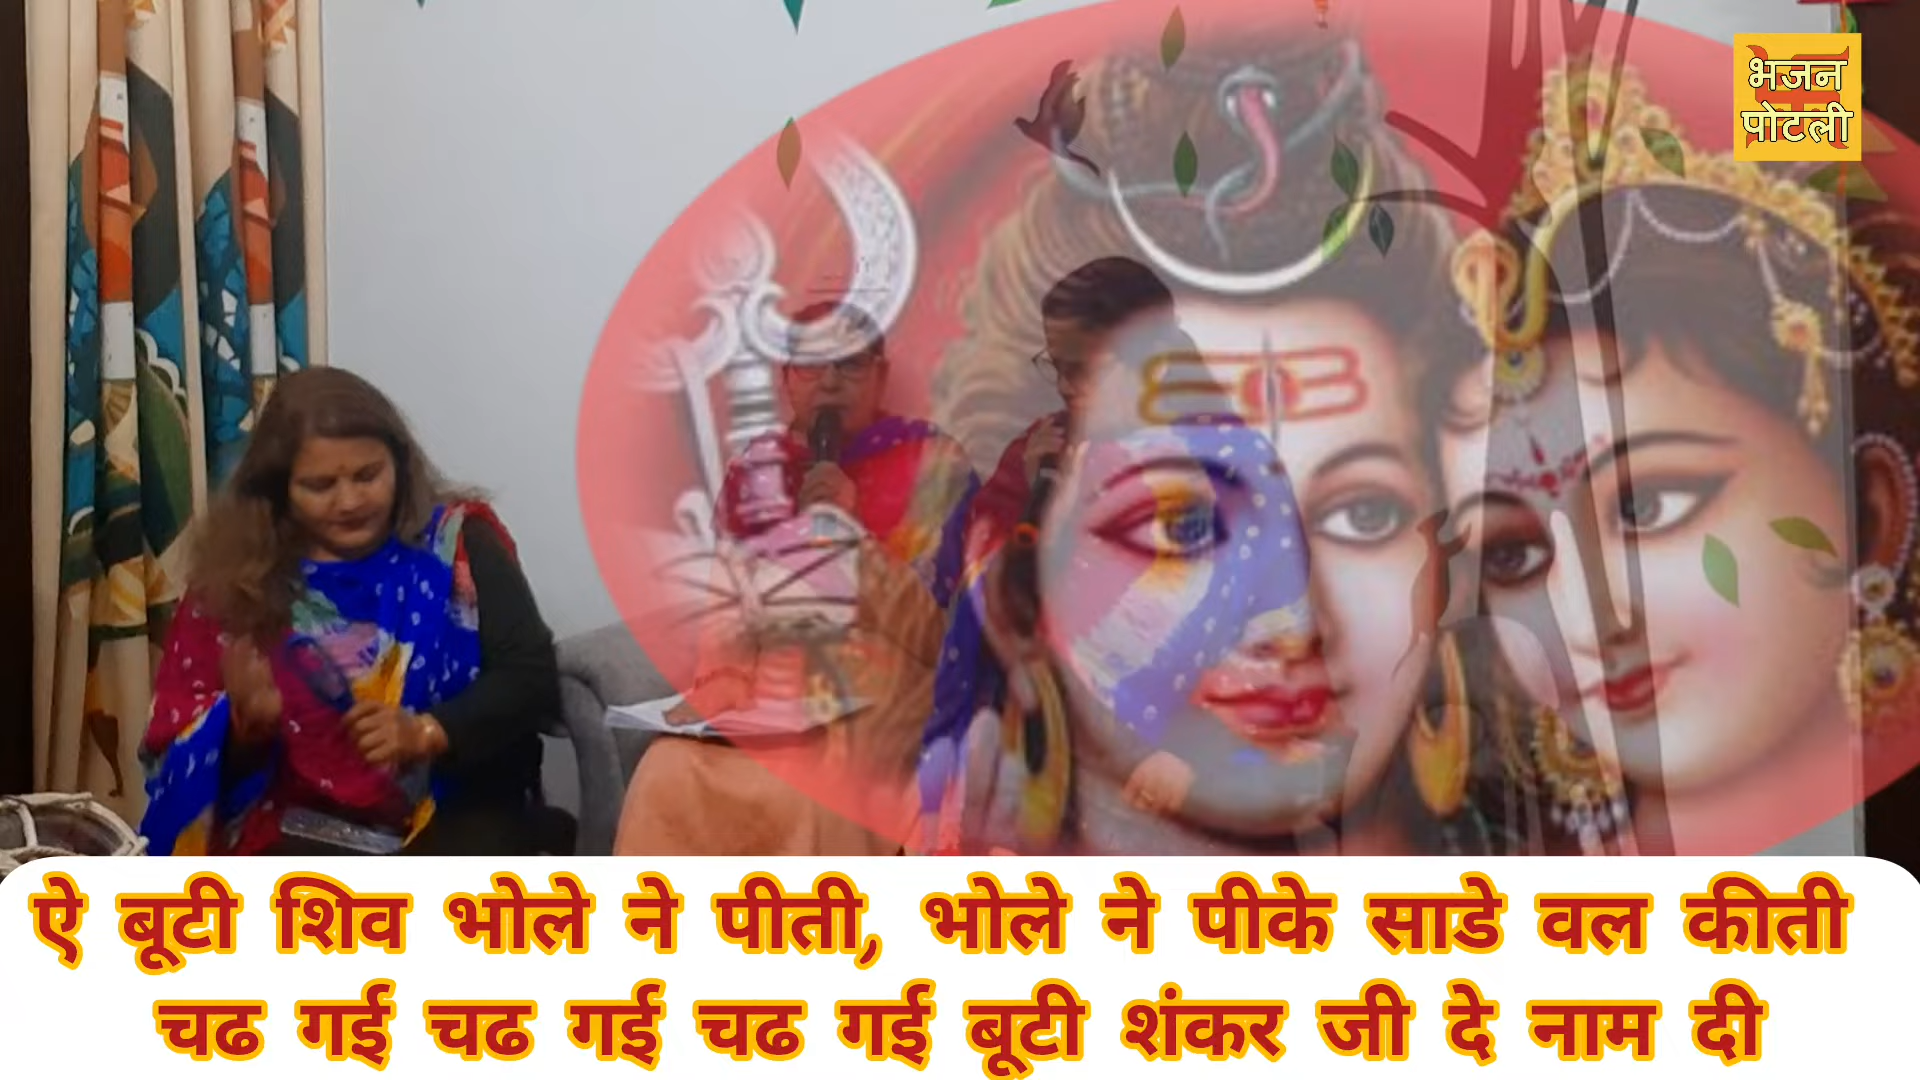 भजन
पोटली
ऐ बूटी शिव भोले ने पीती, भोले ने पीके साडे वल कीती
चढ गई चढ गई चढ गई बूटी शंकर जी दे नाम दी